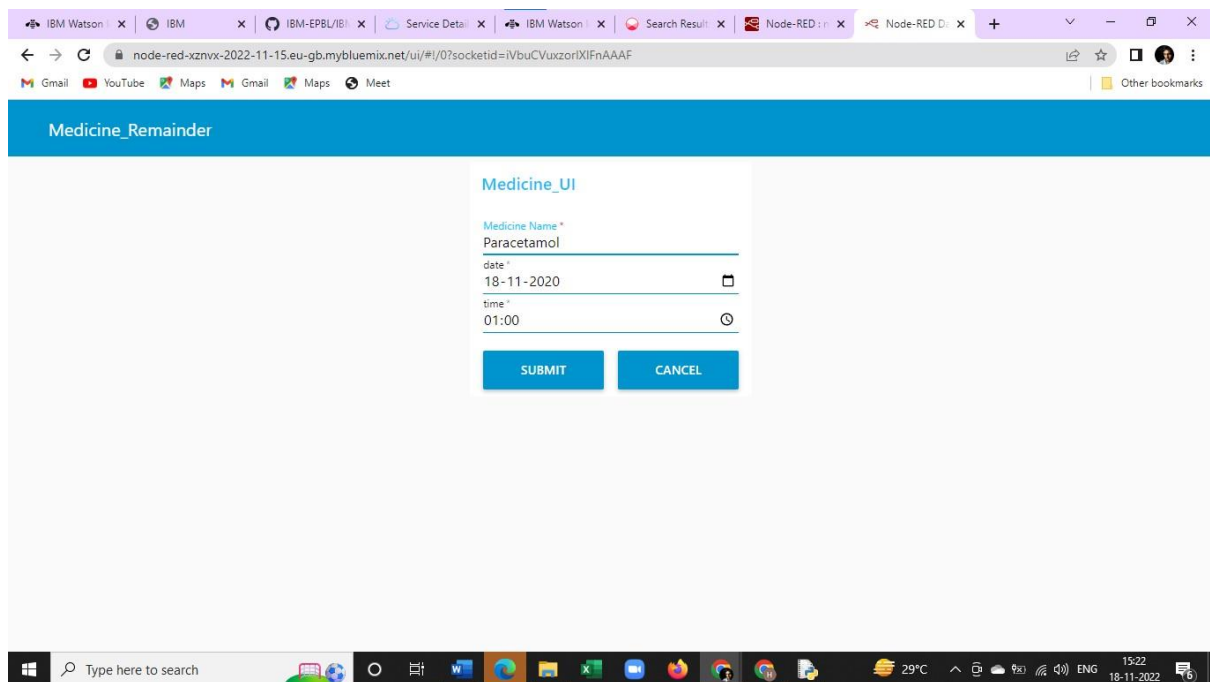 IBM Watson I
IBM
IBM-EPBL/IBM
Service Detail
IBM Watson I
Search Result
Node-RED : n
Node-RED Da
node-red-xznvx-2022-11-15.eu-gb.mybluemix.net/ui/#!/0?socketid=iVbuCVuxzorlXlFnAAAF
Gmail
YouTube
Maps
Gmail
Maps
Meet
Other bookmarks
Medicine_Remainder
Medicine_UI
Medicine Name *
Paracetamol
date *
18-11-2020
time *
01:00
SUBMIT
CANCEL
Type here to search
29°C
ENG
15:22
18-11-2022
6